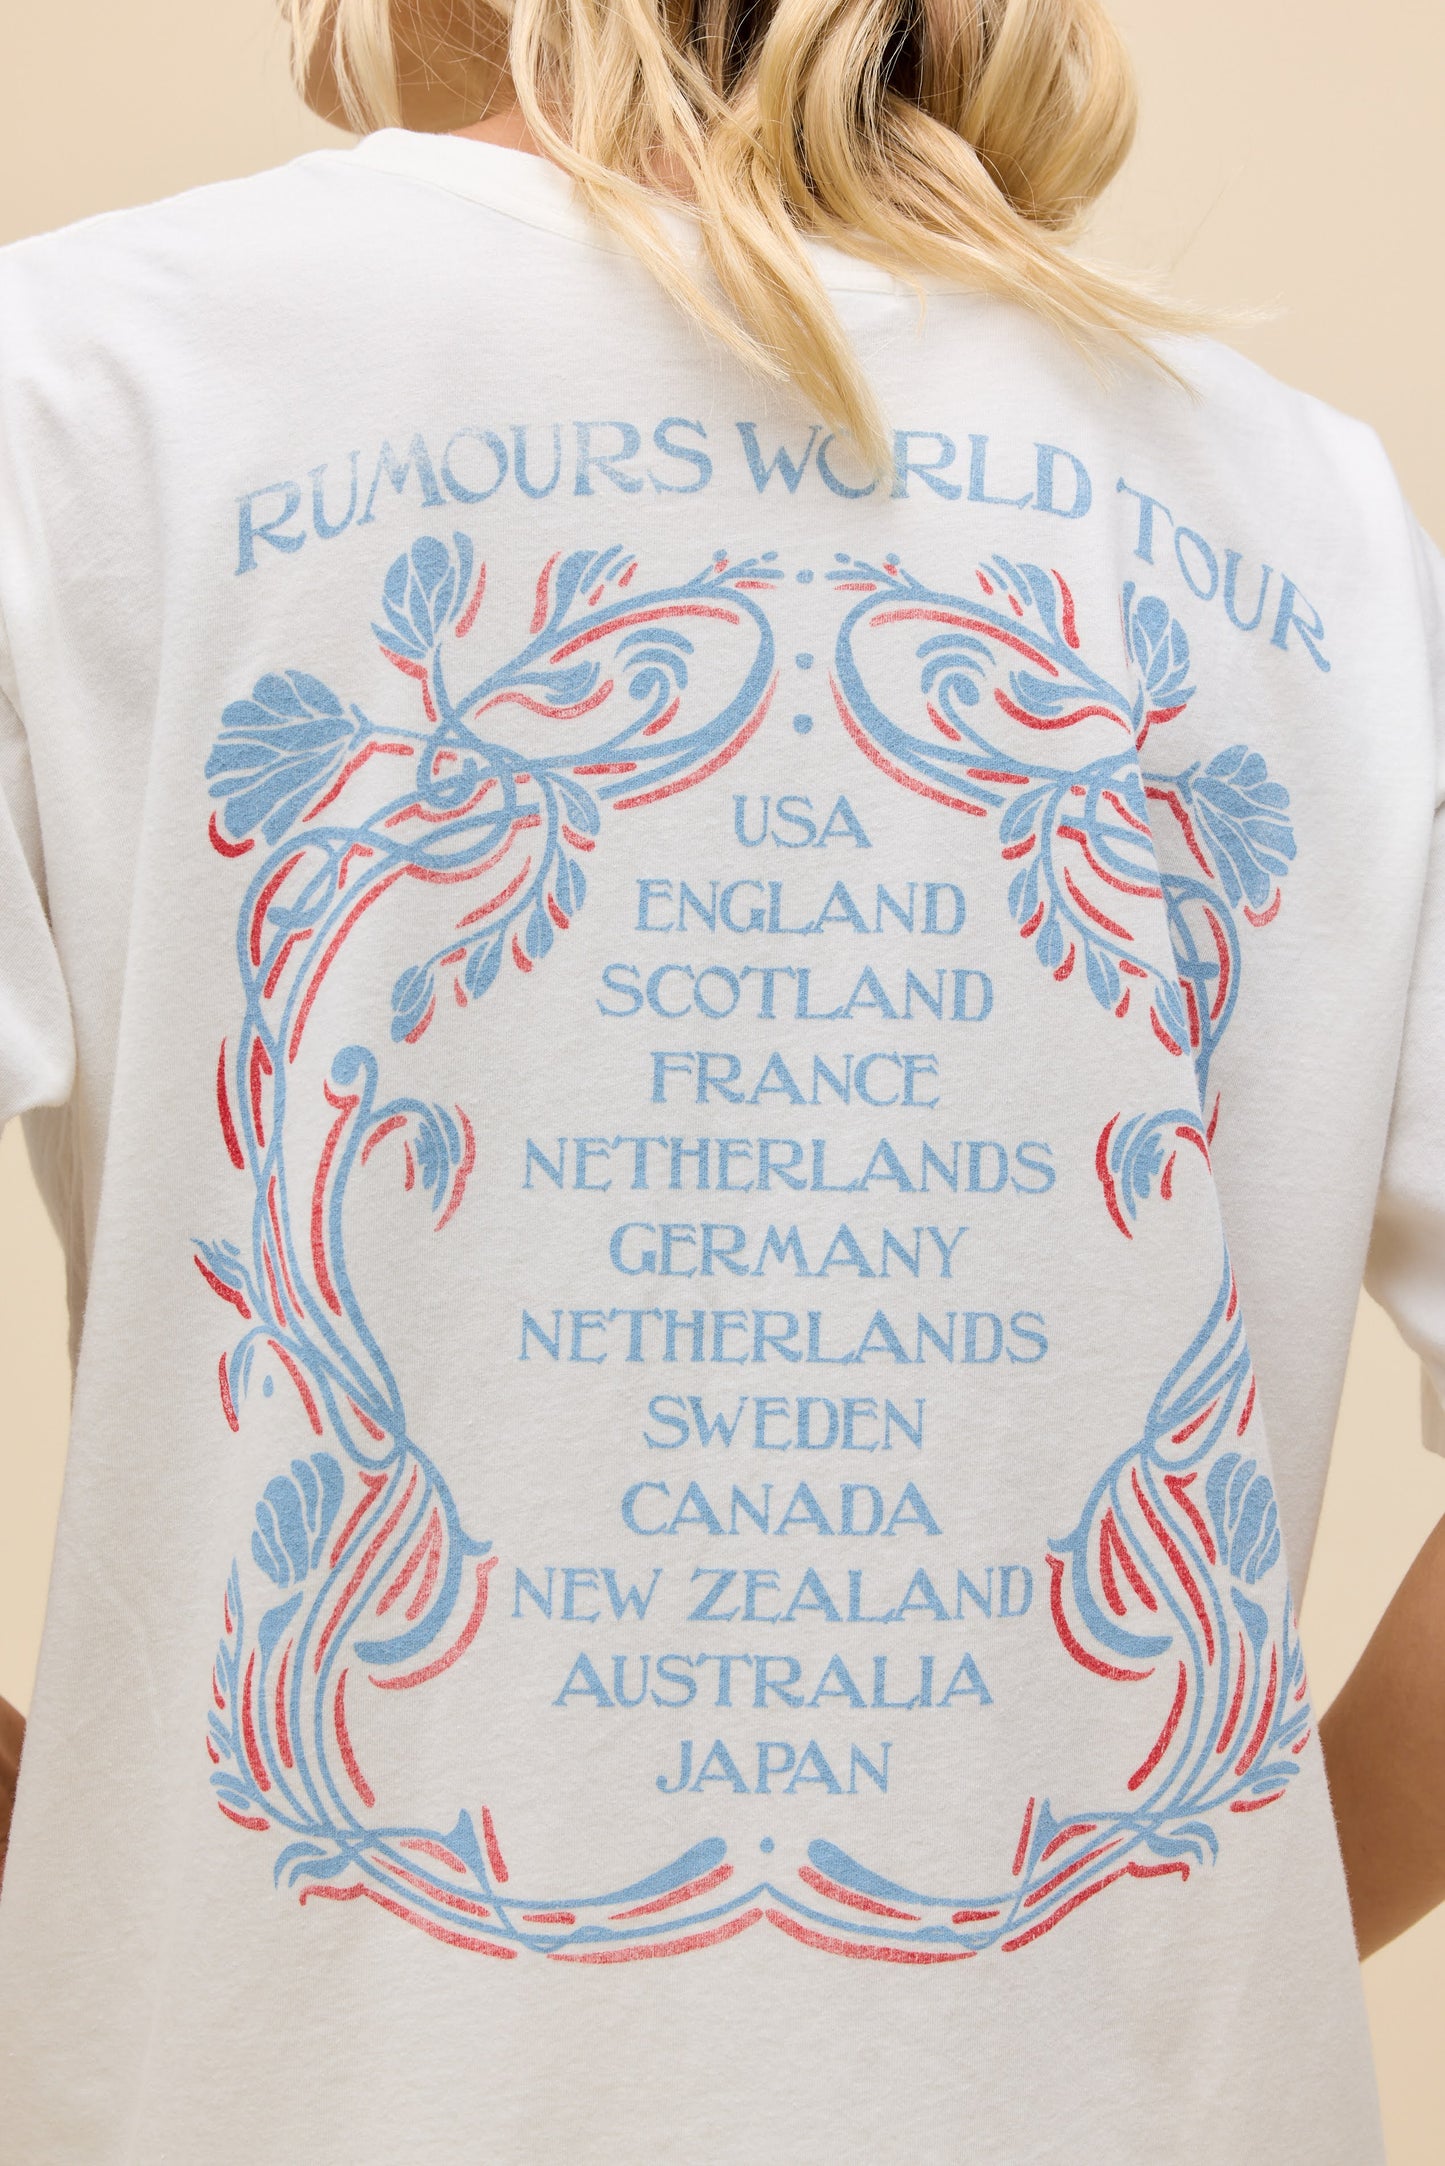 RUMOURS WORLD TOUR
USA
ENGLAND
SCOTLAND
FRANCE
NETHERLANDS
GERMANY
NETHERLANDS
SWEDEN
CANADA
NEW ZEALAND
AUSTRALIA
JAPAN